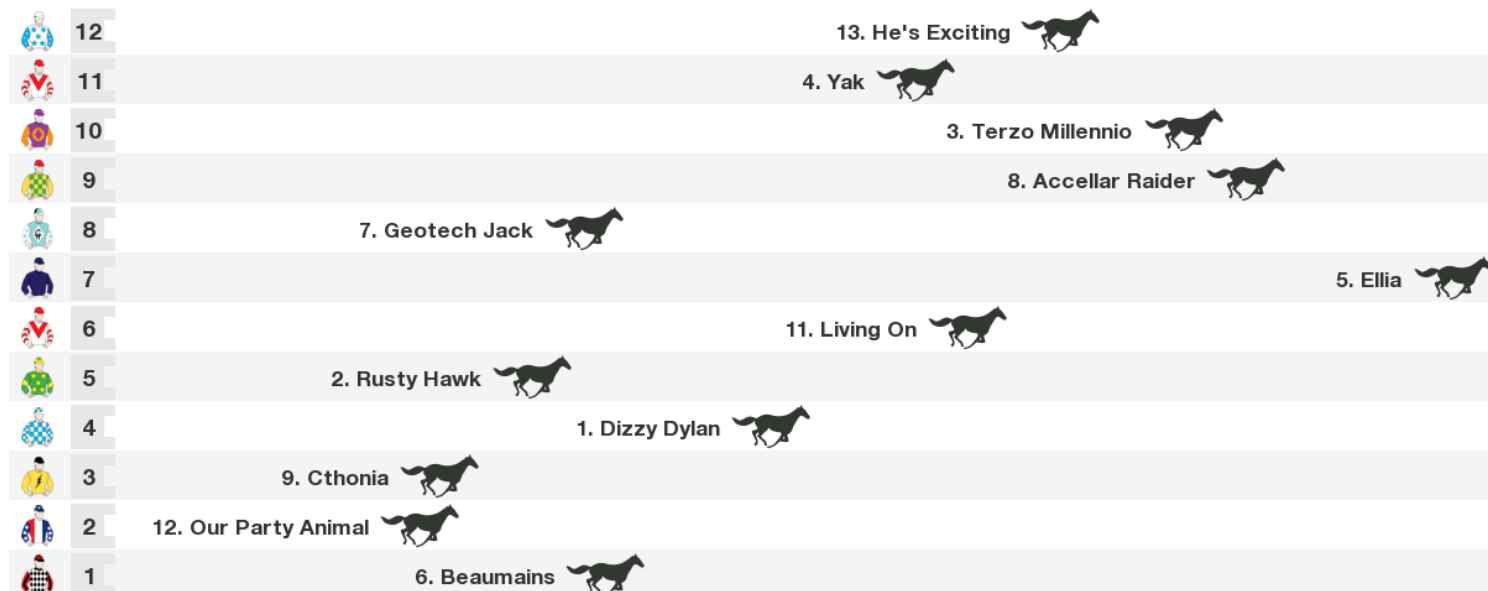 12 13. He's Exciting
11 4. Yak
10 3. Terzo Millennio
9 8. Accellar Raider
8 7. Geotech Jack
7 5. Ellia
6 11. Living On
5 2. Rusty Hawk
4 1. Dizzy Dylan
3 9. Cthonia
2 12. Our Party Animal
1 6. Beaumains